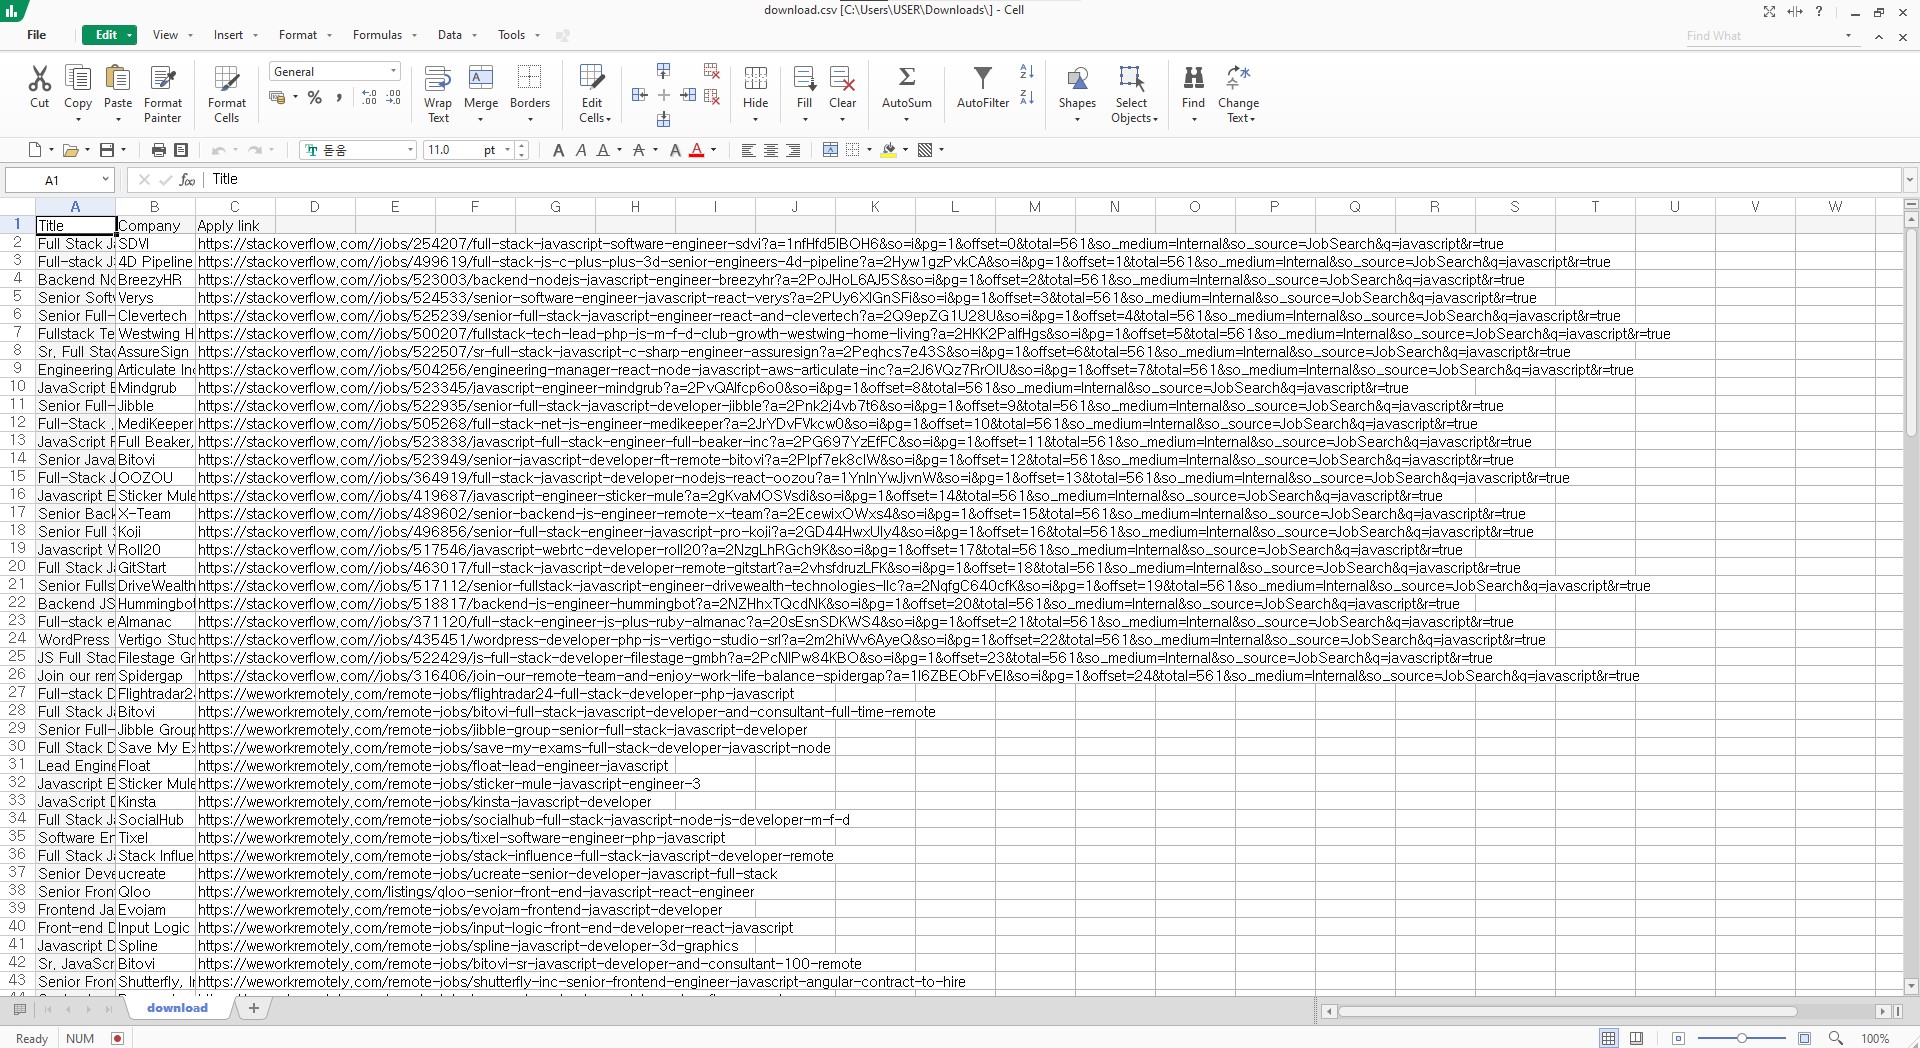 download.csv [C:\Users\USER\Downloads\] - Cell
File Edit View Insert Format Formulas Data Tools Find What
General
Cut Copy Paste Format Painter Format Cells Wrap Text Merge Borders Edit Cells Hide Fill Clear AutoSum AutoFilter Shapes Select Objects Find Change Text
돋움 11.0 pt
A1 Title
A B C D E F G H I J K L M N O P Q R S T U V W
1 Title Company Apply link
2 Full Stack Ja SDVI https://stackoverflow.com//jobs/254207/full-stack-javascript-software-engineer-sdvi?a=1nfHfd5IBOH6&so=i&pg=1&offset=0&total=561&so_medium=Internal&so_source=JobSearch&q=javascript&r=true
3 Full-stack J 4D Pipeline https://stackoverflow.com//jobs/499619/full-stack-js-c-plus-plus-3d-senior-engineers-4d-pipeline?a=2Hyw1gzPvkCA&so=i&pg=1&offset=1&total=561&so_medium=Internal&so_source=JobSearch&q=javascript&r=true
4 Backend No BreezyHR https://stackoverflow.com//jobs/523003/backend-nodejs-javascript-engineer-breezyhr?a=2PoJHoL6AJ5S&so=i&pg=1&offset=2&total=561&so_medium=Internal&so_source=JobSearch&q=javascript&r=true
5 Senior Soft Verys https://stackoverflow.com//jobs/524533/senior-software-engineer-javascript-react-verys?a=2PUy6XIGnSFi&so=i&pg=1&offset=3&total=561&so_medium=Internal&so_source=JobSearch&q=javascript&r=true
6 Senior Full- Clevertech https://stackoverflow.com//jobs/525239/senior-full-stack-javascript-engineer-react-and-clevertech?a=2Q9epZG1U28U&so=i&pg=1&offset=4&total=561&so_medium=Internal&so_source=JobSearch&q=javascript&r=true
7 Fullstack Te Westwing H https://stackoverflow.com//jobs/500207/fullstack-tech-lead-php-js-m-f-d-club-growth-westwing-home-living?a=2HKK2PalfHgs&so=i&pg=1&offset=5&total=561&so_medium=Internal&so_source=JobSearch&q=javascript&r=true
8 Sr. Full Stac AssureSign https://stackoverflow.com//jobs/522507/sr-full-stack-javascript-c-sharp-engineer-assuresign?a=2Peqhcs7e43S&so=i&pg=1&offset=6&total=561&so_medium=Internal&so_source=JobSearch&q=javascript&r=true
9 Engineering Articulate Inc https://stackoverflow.com//jobs/504256/engineering-manager-react-node-javascript-aws-articulate-inc?a=2J6VQz7RrOIU&so=i&pg=1&offset=7&total=561&so_medium=Internal&so_source=JobSearch&q=javascript&r=true
10 JavaScript E Mindgrub https://stackoverflow.com//jobs/523345/javascript-engineer-mindgrub?a=2PvQAlfcp6o0&so=i&pg=1&offset=8&total=561&so_medium=Internal&so_source=JobSearch&q=javascript&r=true
11 Senior Full- Jibble https://stackoverflow.com//jobs/522935/senior-full-stack-javascript-developer-jibble?a=2Pnk2j4vb7t6&so=i&pg=1&offset=9&total=561&so_medium=Internal&so_source=JobSearch&q=javascript&r=true
12 Full-Stack . MediKeeper https://stackoverflow.com//jobs/505268/full-stack-net-js-engineer-medikeeper?a=2JrYDvFVkcw0&so=i&pg=1&offset=10&total=561&so_medium=Internal&so_source=JobSearch&q=javascript&r=true
13 JavaScript F Full Beaker, https://stackoverflow.com//jobs/523838/javascript-full-stack-engineer-full-beaker-inc?a=2PG697YzEfFC&so=i&pg=1&offset=11&total=561&so_medium=Internal&so_source=JobSearch&q=javascript&r=true
14 Senior Java Bitovi https://stackoverflow.com//jobs/523949/senior-javascript-developer-ft-remote-bitovi?a=2PIpf7ek8cIW&so=i&pg=1&offset=12&total=561&so_medium=Internal&so_source=JobSearch&q=javascript&r=true
15 Full-Stack J OOZOU https://stackoverflow.com//jobs/364919/full-stack-javascript-developer-nodejs-react-oozou?a=1YnInYwJjvnW&so=i&pg=1&offset=13&total=561&so_medium=Internal&so_source=JobSearch&q=javascript&r=true
16 Javascript E Sticker Mule https://stackoverflow.com//jobs/419687/javascript-engineer-sticker-mule?a=2gKvaMOSVsdi&so=i&pg=1&offset=14&total=561&so_medium=Internal&so_source=JobSearch&q=javascript&r=true
17 Senior Back X-Team https://stackoverflow.com//jobs/489602/senior-backend-js-engineer-remote-x-team?a=2EcewixOWxs4&so=i&pg=1&offset=15&total=561&so_medium=Internal&so_source=JobSearch&q=javascript&r=true
18 Senior Full S Koji https://stackoverflow.com//jobs/496856/senior-full-stack-engineer-javascript-pro-koji?a=2GD44HwxUly4&so=i&pg=1&offset=16&total=561&so_medium=Internal&so_source=JobSearch&q=javascript&r=true
19 Javascript W Roll20 https://stackoverflow.com//jobs/517546/javascript-webrtc-developer-roll20?a=2NzgLhRGch9K&so=i&pg=1&offset=17&total=561&so_medium=Internal&so_source=JobSearch&q=javascript&r=true
20 Full Stack Ja GitStart https://stackoverflow.com//jobs/463017/full-stack-javascript-developer-remote-gitstart?a=2vhsfdruzLFK&so=i&pg=1&offset=18&total=561&so_medium=Internal&so_source=JobSearch&q=javascript&r=true
21 Senior Fulls DriveWealth https://stackoverflow.com//jobs/517112/senior-fullstack-javascript-engineer-drivewealth-technologies-llc?a=2NqfgC640cfK&so=i&pg=1&offset=19&total=561&so_medium=Internal&so_source=JobSearch&q=javascript&r=true
22 Backend JS Hummingbot https://stackoverflow.com//jobs/518817/backend-js-engineer-hummingbot?a=2NZHhxTQcdNK&so=i&pg=1&offset=20&total=561&so_medium=Internal&so_source=JobSearch&q=javascript&r=true
23 Full-stack e Almanac https://stackoverflow.com//jobs/371120/full-stack-engineer-js-plus-ruby-almanac?a=20sEsnSDKWS4&so=i&pg=1&offset=21&total=561&so_medium=Internal&so_source=JobSearch&q=javascript&r=true
24 WordPress Vertigo Stud https://stackoverflow.com//jobs/435451/wordpress-developer-php-js-vertigo-studio-srl?a=2m2hiWv6AyeQ&so=i&pg=1&offset=22&total=561&so_medium=Internal&so_source=JobSearch&q=javascript&r=true
25 JS Full Stac Filestage Gr https://stackoverflow.com//jobs/522429/js-full-stack-developer-filestage-gmbh?a=2PcNIPw84KBO&so=i&pg=1&offset=23&total=561&so_medium=Internal&so_source=JobSearch&q=javascript&r=true
26 Join our rem Spidergap https://stackoverflow.com//jobs/316406/join-our-remote-team-and-enjoy-work-life-balance-spidergap?a=1I6ZBEObFvEI&so=i&pg=1&offset=24&total=561&so_medium=Internal&so_source=JobSearch&q=javascript&r=true
27 Full-stack D Flightradar2 https://weworkremotely.com/remote-jobs/flightradar24-full-stack-developer-php-javascript
28 Full Stack Ja Bitovi https://weworkremotely.com/remote-jobs/bitovi-full-stack-javascript-developer-and-consultant-full-time-remote
29 Senior Full- Jibble Group https://weworkremotely.com/remote-jobs/jibble-group-senior-full-stack-javascript-developer
30 Full Stack D Save My Ex https://weworkremotely.com/remote-jobs/save-my-exams-full-stack-developer-javascript-node
31 Lead Engine Float https://weworkremotely.com/remote-jobs/float-lead-engineer-javascript
32 Javascript E Sticker Mule https://weworkremotely.com/remote-jobs/sticker-mule-javascript-engineer-3
33 JavaScript D Kinsta https://weworkremotely.com/remote-jobs/kinsta-javascript-developer
34 Full Stack Ja SocialHub https://weworkremotely.com/remote-jobs/socialhub-full-stack-javascript-node-js-developer-m-f-d
35 Software En Tixel https://weworkremotely.com/remote-jobs/tixel-software-engineer-php-javascript
36 Full Stack Ja Stack Influe https://weworkremotely.com/remote-jobs/stack-influence-full-stack-javascript-developer-remote
37 Senior Deve ucreate https://weworkremotely.com/remote-jobs/ucreate-senior-developer-javascript-full-stack
38 Senior Fron Qloo https://weworkremotely.com/listings/qloo-senior-front-end-javascript-react-engineer
39 Frontend Ja Evojam https://weworkremotely.com/remote-jobs/evojam-frontend-javascript-developer
40 Front-end D Input Logic https://weworkremotely.com/remote-jobs/input-logic-front-end-developer-react-javascript
41 Javascript D Spline https://weworkremotely.com/remote-jobs/spline-javascript-developer-3d-graphics
42 Sr. JavaScr Bitovi https://weworkremotely.com/remote-jobs/bitovi-sr-javascript-developer-and-consultant-100-remote
43 Senior Fron Shutterfly, In https://weworkremotely.com/remote-jobs/shutterfly-inc-senior-frontend-engineer-javascript-angular-contract-to-hire
download
Ready NUM 100%